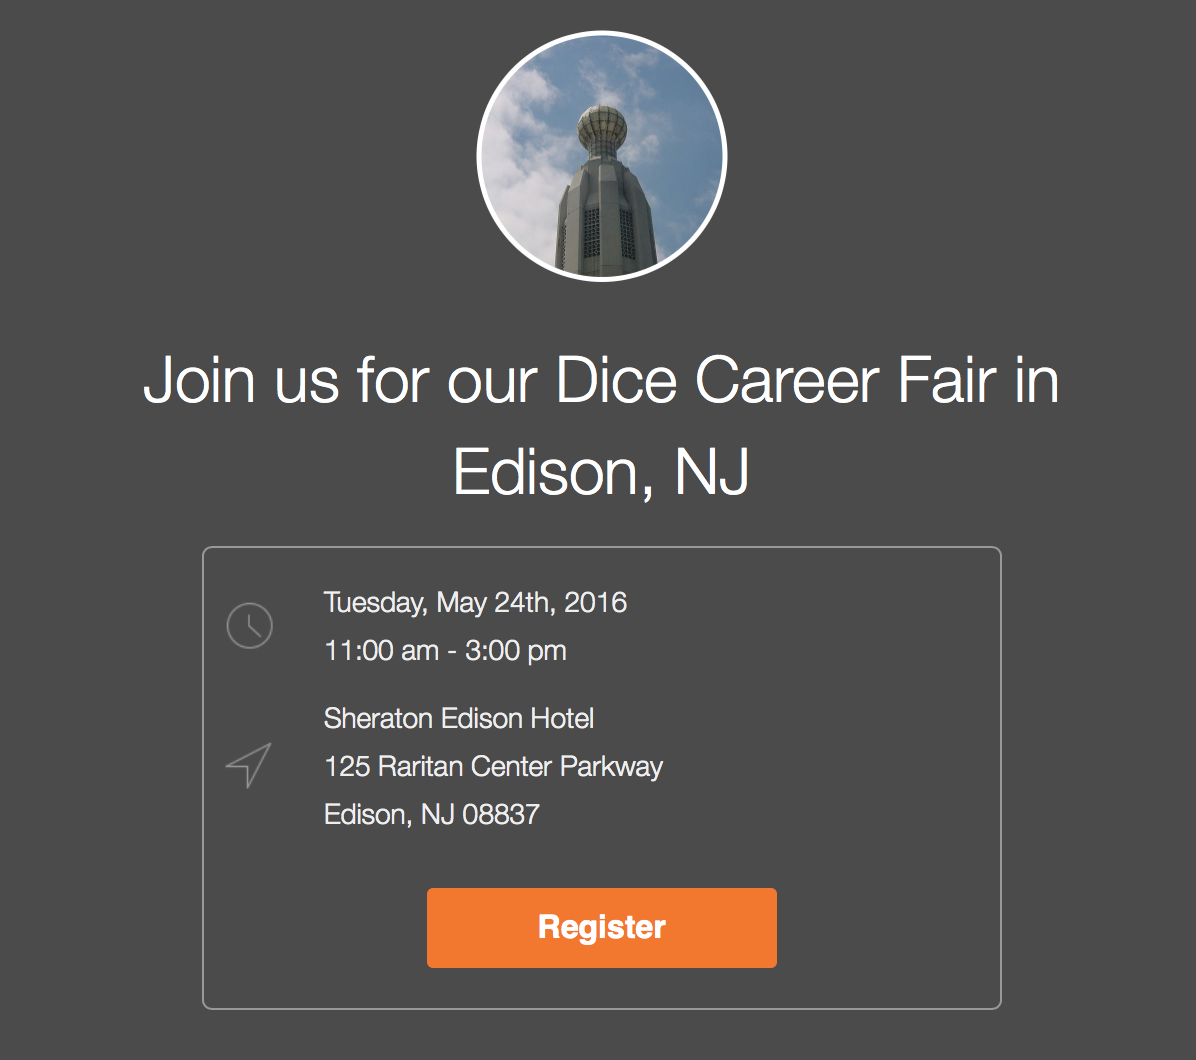 Join us for our Dice Career Fair in
Edison, NJ
Tuesday, May 24th, 2016
11:00 am - 3:00 pm
Sheraton Edison Hotel
125 Raritan Center Parkway
Edison, NJ 08837
Register